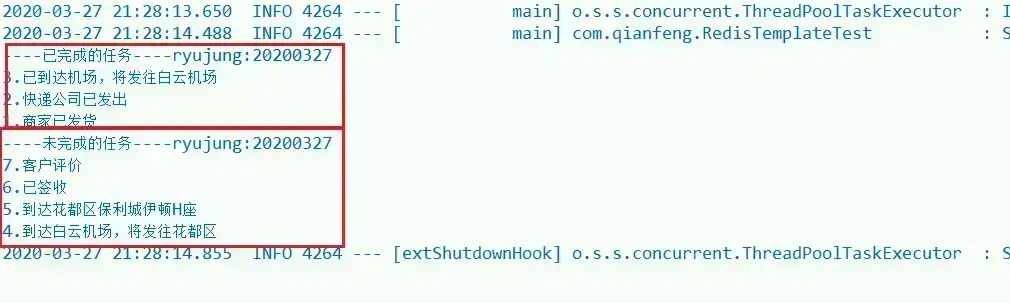 2020-03-27 21:28:13.650  INFO 4264 --- [           main] o.s.s.concurrent.ThreadPoolTaskExecutor  : I
2020-03-27 21:28:14.488  INFO 4264 --- [           main] com.qianfeng.RedisTemplateTest           : S
----已完成的任务----ryujung:20200327
3.已到达机场，将发往白云机场
2.快递公司已发出
1.商家已发货
----未完成的任务----ryujung:20200327
7.客户评价
6.已签收
5.到达花都区保利城伊顿H座
4.到达白云机场，将发往花都区
2020-03-27 21:28:14.855  INFO 4264 --- [extShutdownHook] o.s.s.concurrent.ThreadPoolTaskExecutor  : S